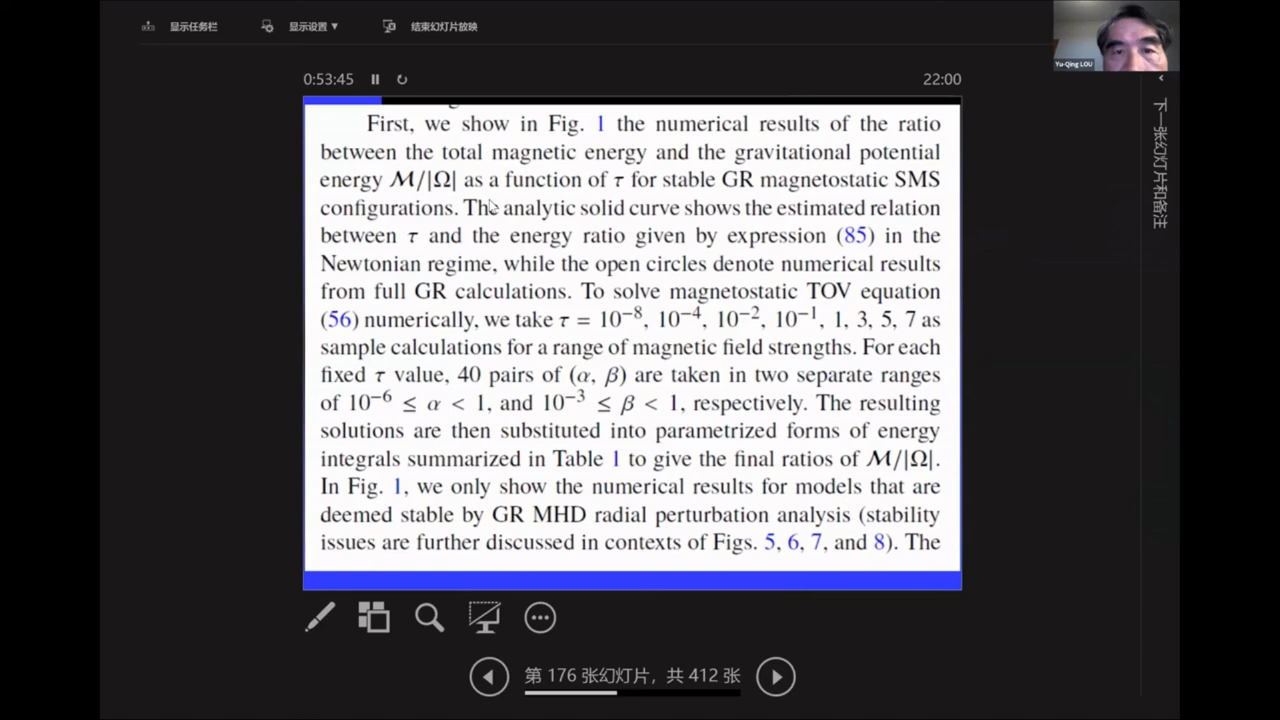 显示任务栏
显示设置 ▼
结束幻灯片放映
Yu-Qing LOU
0:53:45
22:00
First, we show in Fig. 1 the numerical results of the ratio
between the total magnetic energy and the gravitational potential
energy ℳ/|Ω| as a function of τ for stable GR magnetostatic SMS
configurations. The analytic solid curve shows the estimated relation
between τ and the energy ratio given by expression (85) in the
Newtonian regime, while the open circles denote numerical results
from full GR calculations. To solve magnetostatic TOV equation
(56) numerically, we take τ = 10⁻⁸, 10⁻⁴, 10⁻², 10⁻¹, 1, 3, 5, 7 as
sample calculations for a range of magnetic field strengths. For each
fixed τ value, 40 pairs of (α, β) are taken in two separate ranges
of 10⁻⁶ ≤ α < 1, and 10⁻³ ≤ β < 1, respectively. The resulting
solutions are then substituted into parametrized forms of energy
integrals summarized in Table 1 to give the final ratios of ℳ/|Ω|.
In Fig. 1, we only show the numerical results for models that are
deemed stable by GR MHD radial perturbation analysis (stability
issues are further discussed in contexts of Figs. 5, 6, 7, and 8). The
下一张幻灯片和备注
第 176 张幻灯片，共 412 张